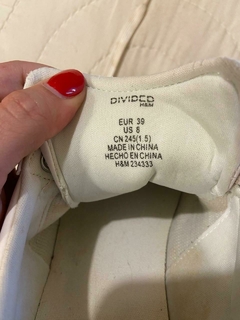 DIVIDED
H&M
EUR 39
US 8
CN 245(1.5)
MADE IN CHINA
HECHO EN CHINA
H&M 234333